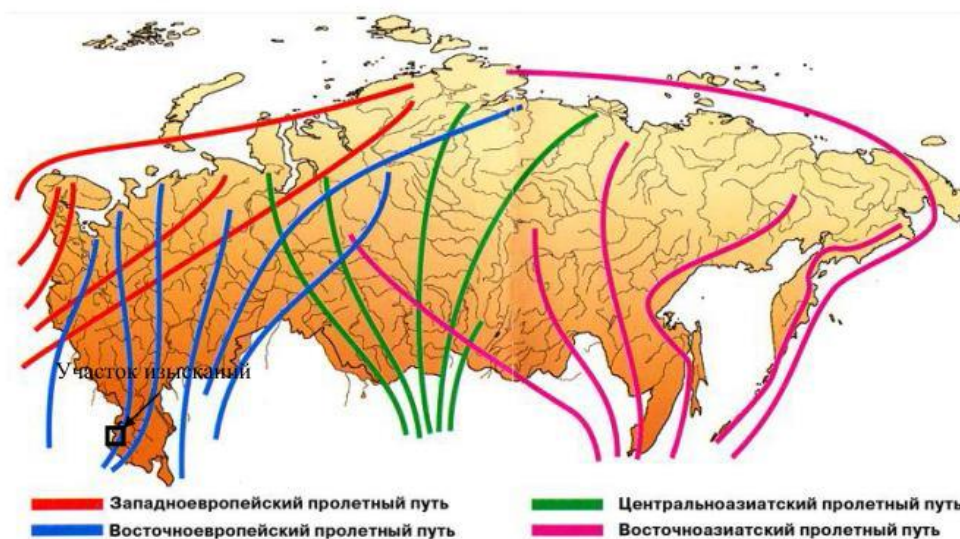 Участок изысканий
Западноевропейский пролетный путь
Восточноевропейский пролетный путь
Центральноазиатский пролетный путь
Восточноазиатский пролетный путь